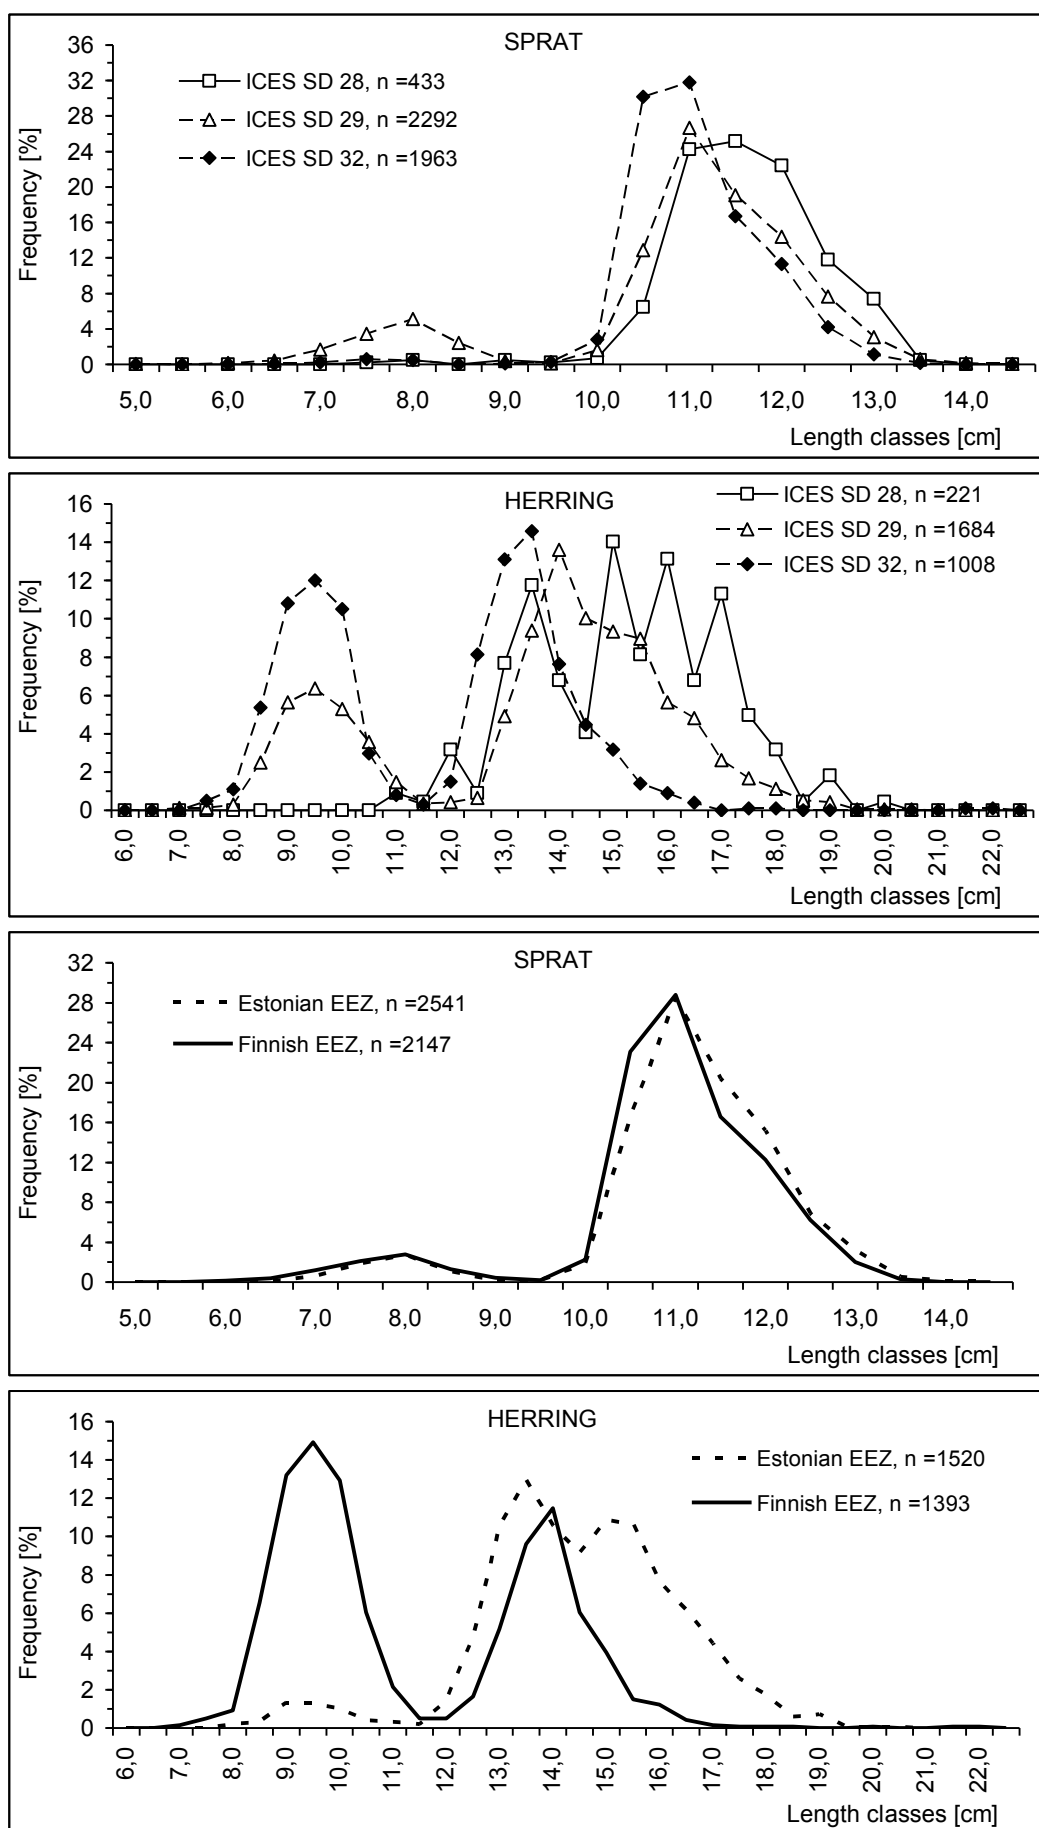 SPRAT
36
32
28
24
20
16
12
8
4
0
Frequency [%]
ICES SD 28, n =433
ICES SD 29, n =2292
ICES SD 32, n =1963
5,0 6,0 7,0 8,0 9,0 10,0 11,0 12,0 13,0 14,0
Length classes [cm]
HERRING
16
14
12
10
8
6
4
2
0
Frequency [%]
ICES SD 28, n =221
ICES SD 29, n =1684
ICES SD 32, n =1008
6,0 7,0 8,0 9,0 10,0 11,0 12,0 13,0 14,0 15,0 16,0 17,0 18,0 19,0 20,0 21,0 22,0
Length classes [cm]
SPRAT
32
28
24
20
16
12
8
4
0
Frequency [%]
Estonian EEZ, n =2541
Finnish EEZ, n =2147
5,0 6,0 7,0 8,0 9,0 10,0 11,0 12,0 13,0 14,0
Length classes [cm]
HERRING
16
14
12
10
8
6
4
2
0
Frequency [%]
Estonian EEZ, n =1520
Finnish EEZ, n =1393
6,0 7,0 8,0 9,0 10,0 11,0 12,0 13,0 14,0 15,0 16,0 17,0 18,0 19,0 20,0 21,0 22,0
Length classes [cm]